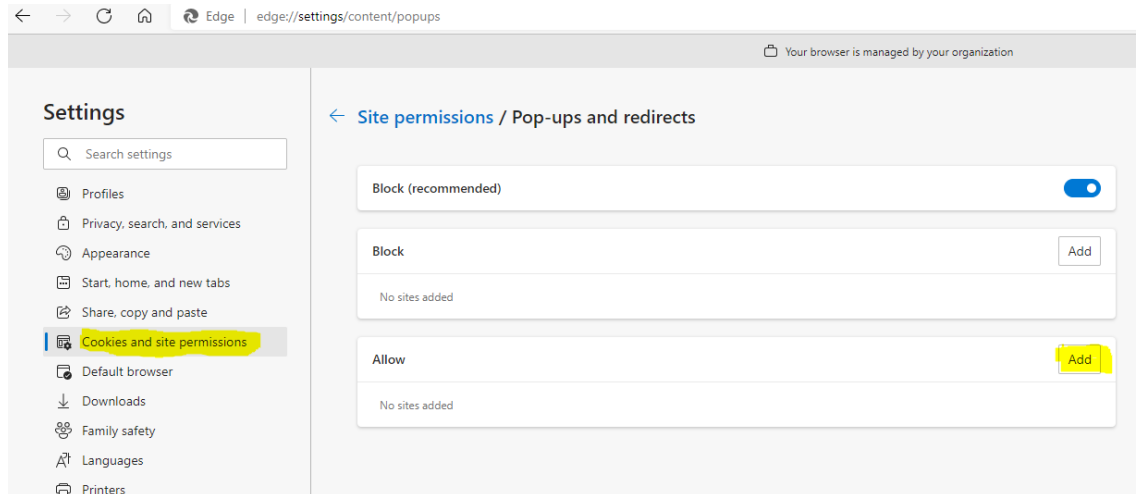 Edge | edge://settings/content/popups
Your browser is managed by your organization
Settings
Search settings
Profiles
Privacy, search, and services
Appearance
Start, home, and new tabs
Share, copy and paste
Cookies and site permissions
Default browser
Downloads
Family safety
Languages
Printers
Site permissions / Pop-ups and redirects
Block (recommended)
Block Add
No sites added
Allow Add
No sites added